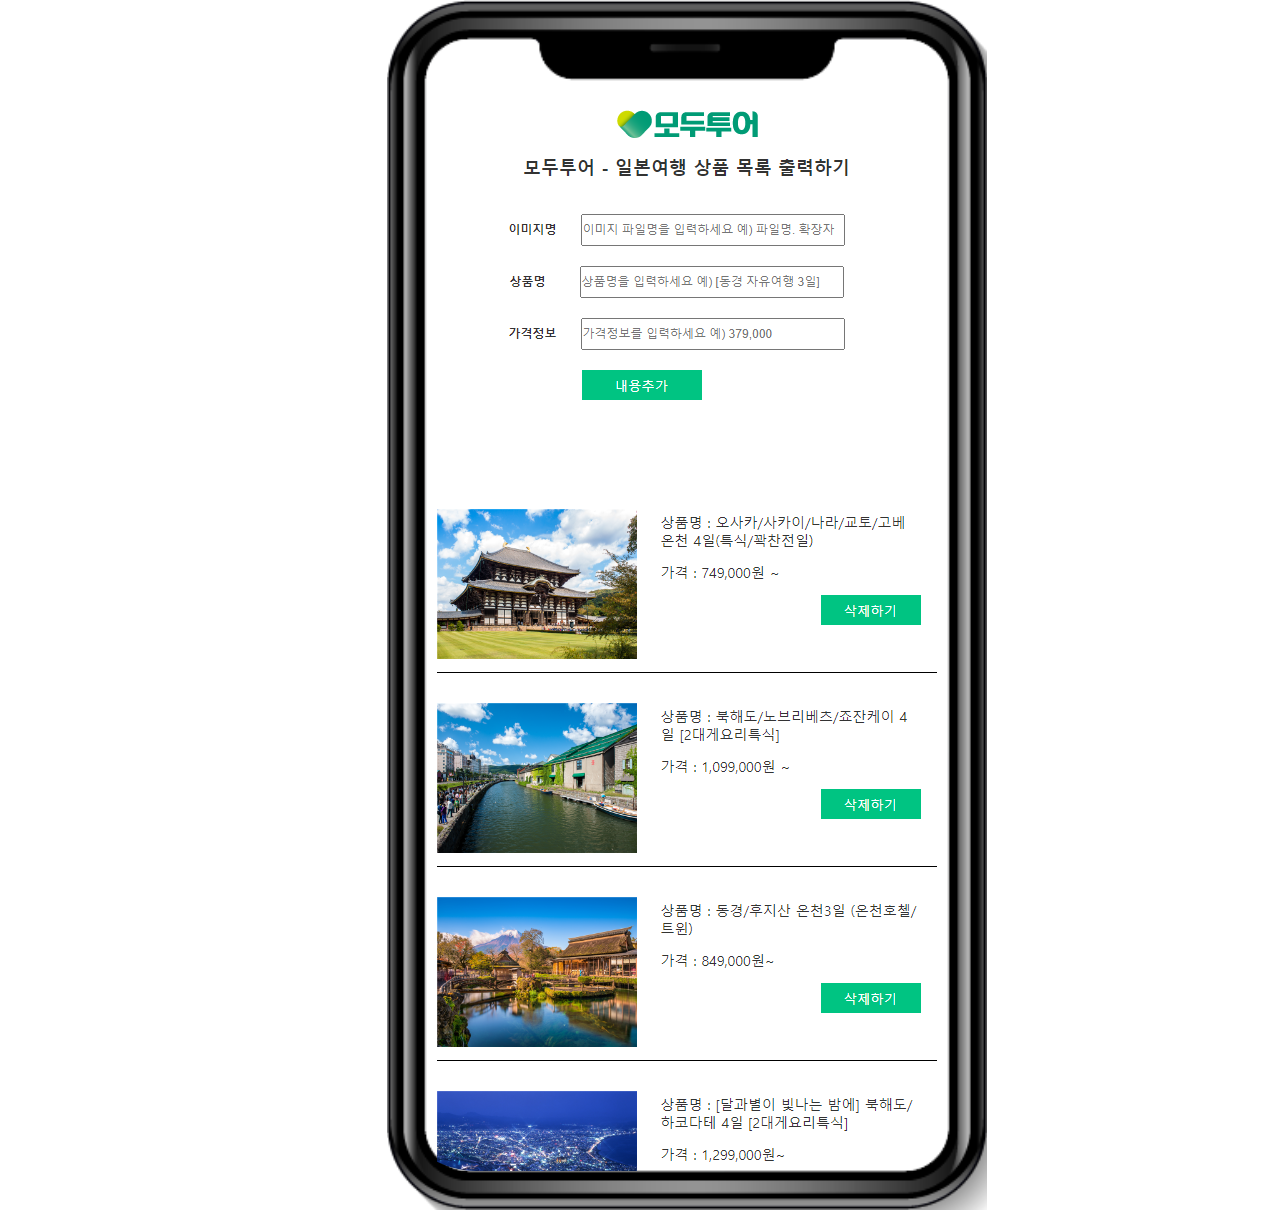 모두투어
모두투어 - 일본여행 상품 목록 출력하기
이미지명 이미지 파일명을 입력하세요 예) 파일명. 확장자
상품명 상품명을 입력하세요 예) [동경 자유여행 3일]
가격정보 가격정보를 입력하세요 예) 379,000
내용추가
상품명 : 오사카/사카이/나라/교토/고베
온천 4일(특식/꽉찬전일)
가격 : 749,000원 ~
삭제하기
상품명 : 북해도/노브리베츠/죠잔케이 4
일 [2대게요리특식]
가격 : 1,099,000원 ~
삭제하기
상품명 : 동경/후지산 온천3일 (온천호첼/
트윈)
가격 : 849,000원~
삭제하기
상품명 : [달과별이 빛나는 밤에] 북해도/
하코다테 4일 [2대게요리특식]
가격 : 1,299,000원~